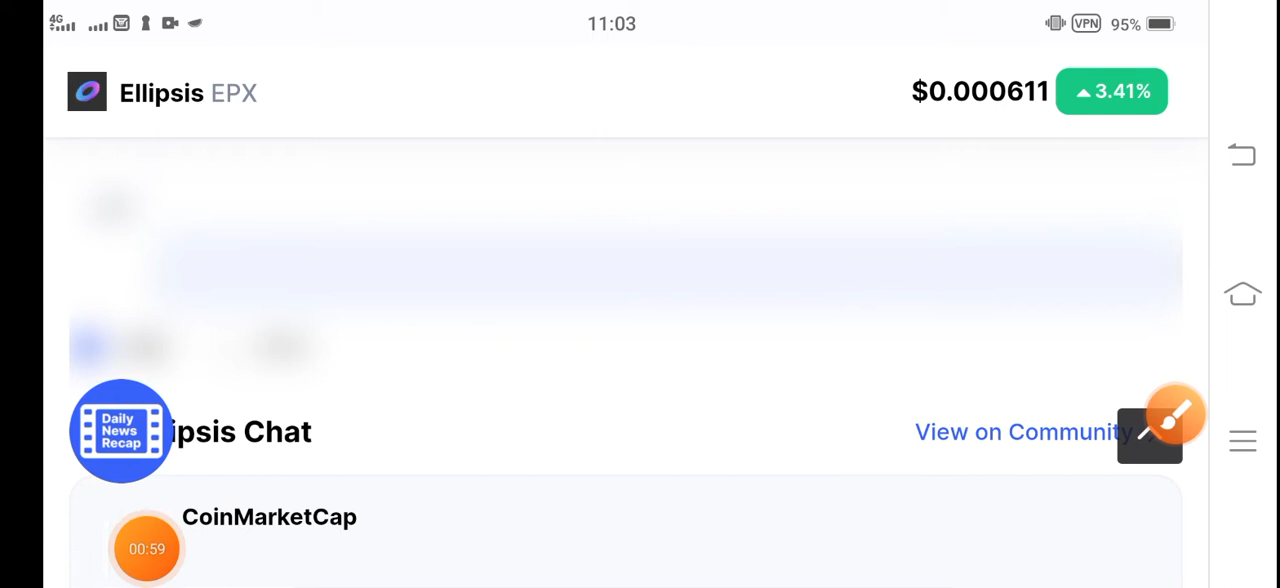 4G 11:03 VPN 95%
Ellipsis EPX $0.000611 3.41%
Daily
News
Recap
ipsis Chat View on Community
CoinMarketCap
00:59